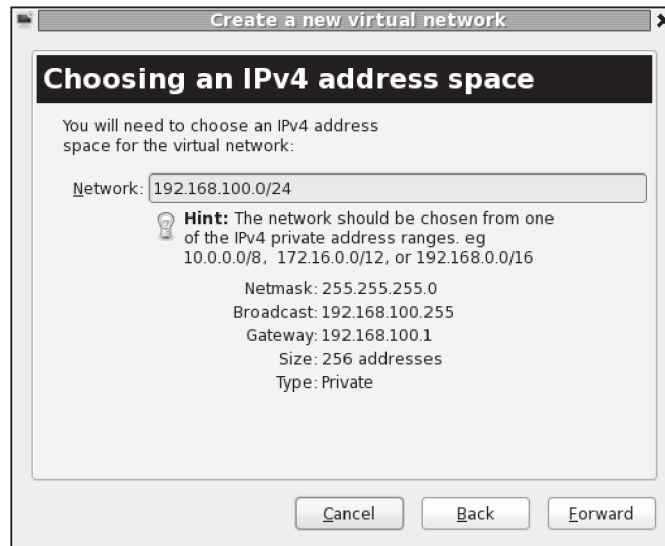 Create a new virtual network
Choosing an IPv4 address space
You will need to choose an IPv4 address
space for the virtual network:
Network: 192.168.100.0/24
Hint: The network should be chosen from one
of the IPv4 private address ranges. eg
10.0.0.0/8, 172.16.0.0/12, or 192.168.0.0/16
Netmask: 255.255.255.0
Broadcast: 192.168.100.255
Gateway: 192.168.100.1
Size: 256 addresses
Type: Private
Cancel Back Forward